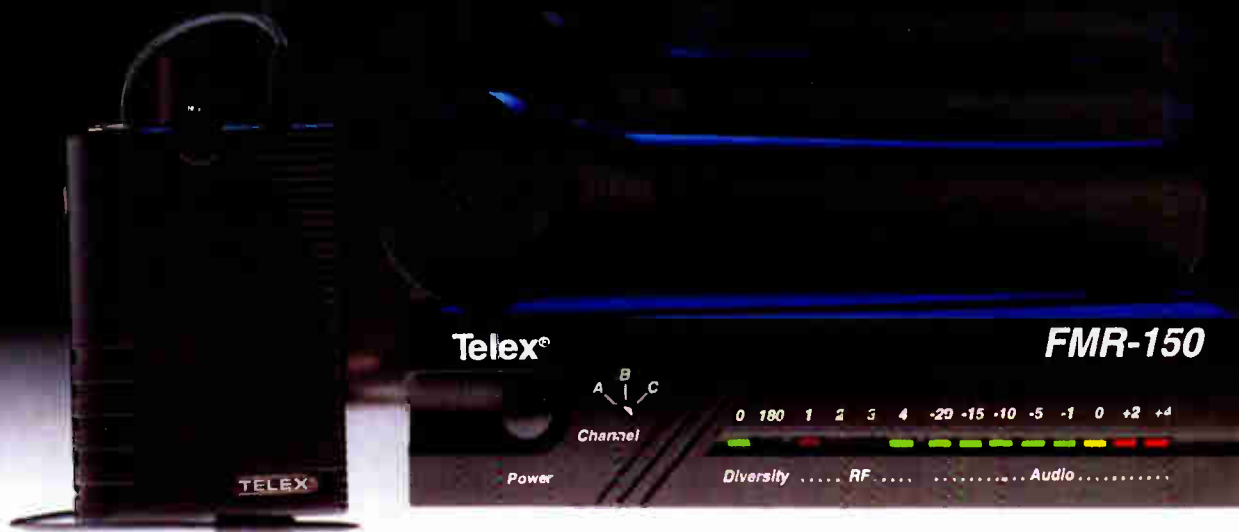 Telex® FMR-150
A B C
0 180 1 2 3 4 -20 -15 -10 -5 -1 0 +2 +4
Channel
Power Diversity ..... RF ..... ............ Audio ............
TELEX